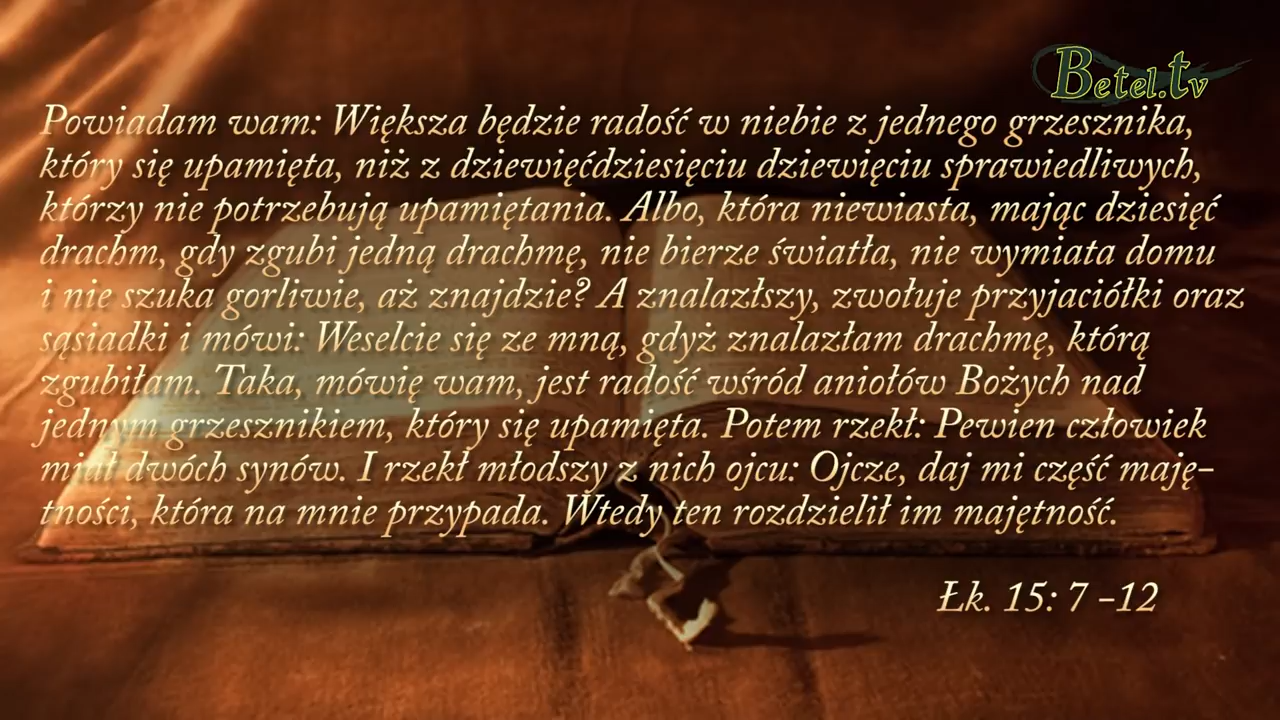 Betel.tv
Powiadam wam: Większa będzie radość w niebie z jednego grzesznika,
który się upamięta, niż z dziewięćdziesięciu dziewięciu sprawiedliwych,
którzy nie potrzebują upamiętania. Albo, która niewiasta, mając dziesięć
drachm, gdy zgubi jedną drachmę, nie bierze światła, nie wymiata domu
i nie szuka gorliwie, aż znajdzie? A znalazłszy, zwołuje przyjaciółki oraz
sąsiadki i mówi: Weselcie się ze mną, gdyż znalazłam drachmę, którą
zgubiłam. Taka, mówię wam, jest radość wśród aniołów Bożych nad
jednym grzesznikiem, który się upamięta. Potem rzekł: Pewien człowiek
miał dwóch synów. I rzekł młodszy z nich ojcu: Ojcze, daj mi część maję-
tności, która na mnie przypada. Wtedy ten rozdzielił im majętność.
Łk. 15: 7 -12